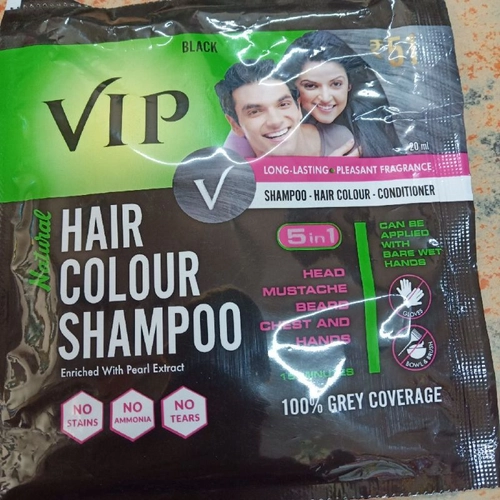 BLACK
VIP
20 ml
LONG-LASTING PLEASANT FRAGRANCE
SHAMPOO - HAIR COLOUR - CONDITIONER
V
Natural
HAIR
COLOUR
SHAMPOO
Enriched With Pearl Extract
NO
STAINS
NO
AMMONIA
NO
TEARS
5 in 1
HEAD
MUSTACHE
BEARD
CHEST AND
HANDS
CAN BE
APPLIED
WITH
BARE WET
HANDS
GLOVES
BOWL & BRUSH
100% GREY COVERAGE